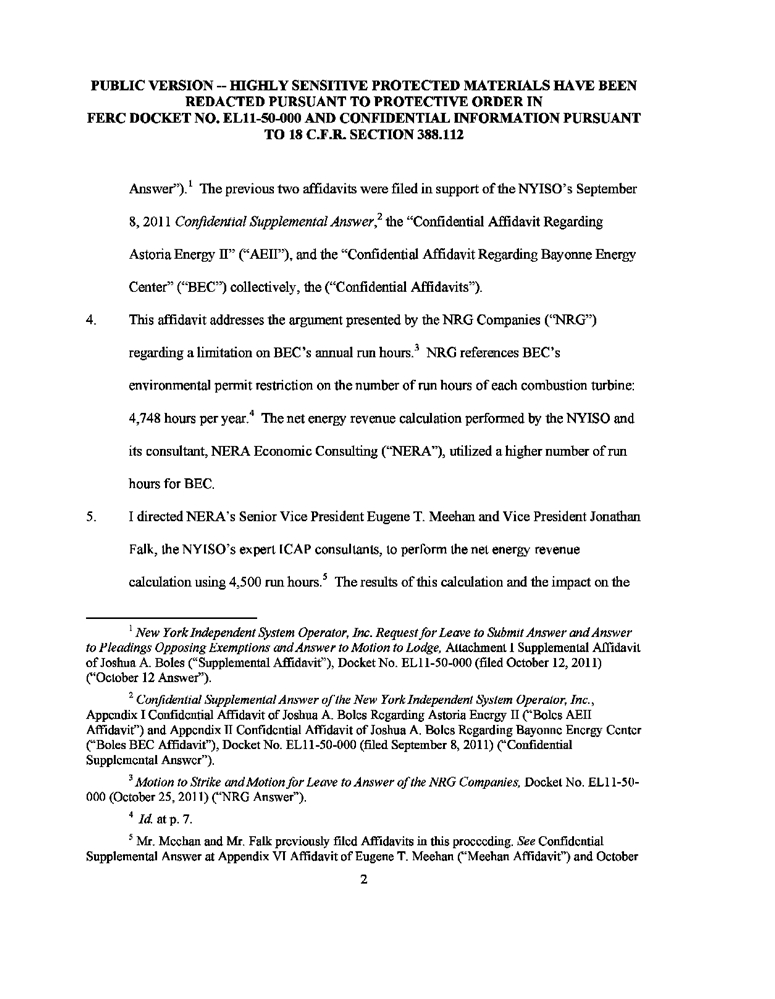 PUBLIC VERSION -- HIGHLY SENSITIVE PROTECTED MATERIALS HAVE BEEN
REDACTED PURSUANT TO PROTECTIVE ORDER IN
FERC DOCKET NO. EL11-50-000 AND CONFIDENTIAL INFORMATION PURSUANT
TO 18 C.F.R. SECTION 388.112
Answer").1 The previous two affidavits were filed in support of the NYISO's September
8, 2011 Confidential Supplemental Answer,2 the "Confidential Affidavit Regarding
Astoria Energy II" ("AEII"), and the "Confidential Affidavit Regarding Bayonne Energy
Center" ("BEC") collectively, the ("Confidential Affidavits").
4. This affidavit addresses the argument presented by the NRG Companies ("NRG")
regarding a limitation on BEC's annual run hours.3 NRG references BEC's
environmental permit restriction on the number of run hours of each combustion turbine:
4,748 hours per year.4 The net energy revenue calculation performed by the NYISO and
its consultant, NERA Economic Consulting ("NERA"), utilized a higher number of run
hours for BEC.
5. I directed NERA's Senior Vice President Eugene T. Meehan and Vice President Jonathan
Falk, the NYISO's expert ICAP consultants, to perform the net energy revenue
calculation using 4,500 run hours.5 The results of this calculation and the impact on the
1 New York Independent System Operator, Inc. Request for Leave to Submit Answer and Answer
to Pleadings Opposing Exemptions and Answer to Motion to Lodge, Attachment I Supplemental Affidavit
of Joshua A. Boles ("Supplemental Affidavit"), Docket No. EL11-50-000 (filed October 12, 2011)
("October 12 Answer").
2 Confidential Supplemental Answer of the New York Independent System Operator, Inc.,
Appendix I Confidential Affidavit of Joshua A. Boles Regarding Astoria Energy II ("Boles AEII
Affidavit") and Appendix II Confidential Affidavit of Joshua A. Boles Regarding Bayonne Energy Center
("Boles BEC Affidavit"), Docket No. EL11-50-000 (filed September 8, 2011) ("Confidential
Supplemental Answer").
3 Motion to Strike and Motion for Leave to Answer of the NRG Companies, Docket No. EL11-50-
000 (October 25, 2011) ("NRG Answer").
4 Id. at p. 7.
5 Mr. Meehan and Mr. Falk previously filed Affidavits in this proceeding. See Confidential
Supplemental Answer at Appendix VI Affidavit of Eugene T. Meehan ("Meehan Affidavit") and October
2